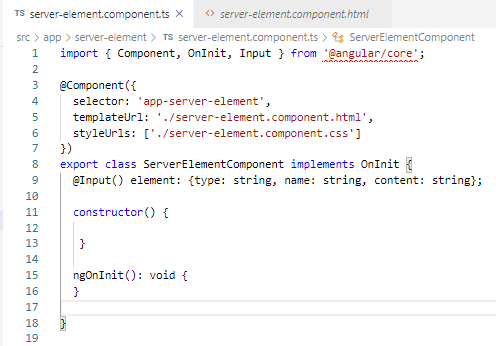 TS server-element.component.ts × <> server-element.component.html
src > app > server-element > TS server-element.component.ts > ServerElementComponent
1 import { Component, OnInit, Input } from '@angular/core';
2
3 @Component({
4 selector: 'app-server-element',
5 templateUrl: './server-element.component.html',
6 styleUrls: ['./server-element.component.css']
7 })
8 export class ServerElementComponent implements OnInit {
9 @Input() element: {type: string, name: string, content: string};
10
11 constructor() {
12
13 }
14
15 ngOnInit(): void {
16 }
17
18 }
19